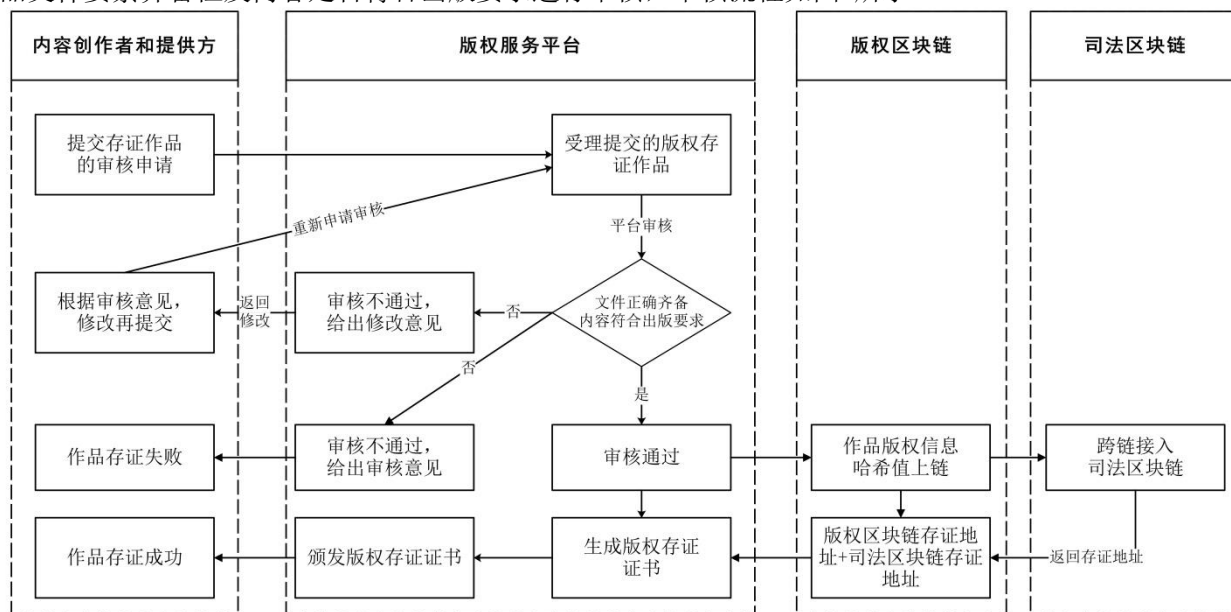 内容创作者和提供方
版权服务平台
版权区块链
司法区块链
提交存证作品
的审核申请
受理提交的版权存
证作品
重新申请审核
平台审核
根据审核意见，
修改再提交
返回
修改
审核不通过，
给出修改意见
否
文件正确齐备
内容符合出版要求
否
是
作品存证失败
审核不通过，
给出审核意见
审核通过
作品版权信息
哈希值上链
跨链接入
司法区块链
作品存证成功
颁发版权存证证书
生成版权存证
证书
版权区块链存证地
址+司法区块链存证
地址
返回存证地址